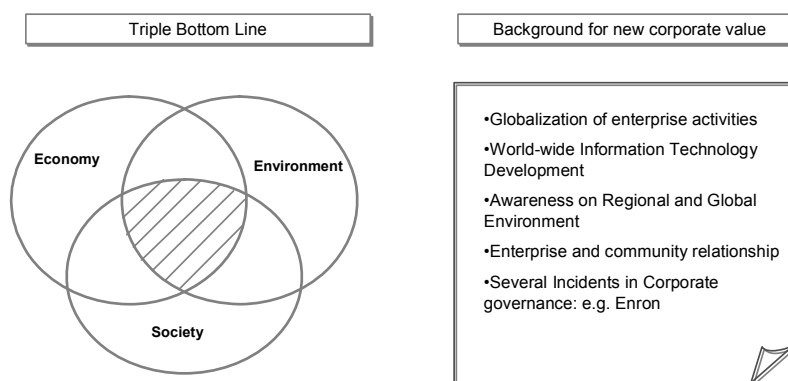 Triple Bottom Line
Economy
Environment
Society
Background for new corporate value
•Globalization of enterprise activities
•World-wide Information Technology
Development
•Awareness on Regional and Global
Environment
•Enterprise and community relationship
•Several Incidents in Corporate
governance: e.g. Enron